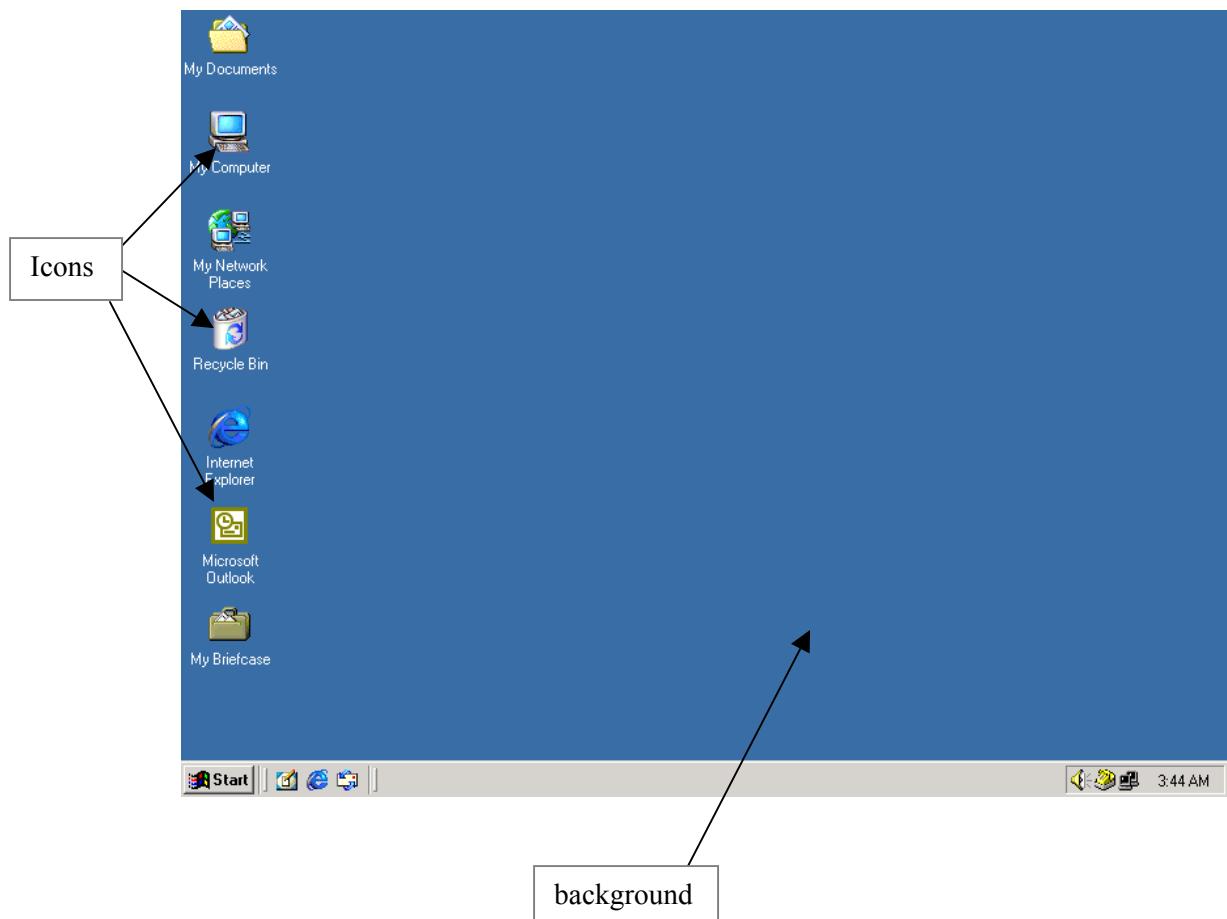 My Documents
My Computer
Icons
My Network
Places
Recycle Bin
Internet
Explorer
Microsoft
Outlook
My Briefcase
Start
3:44 AM
background